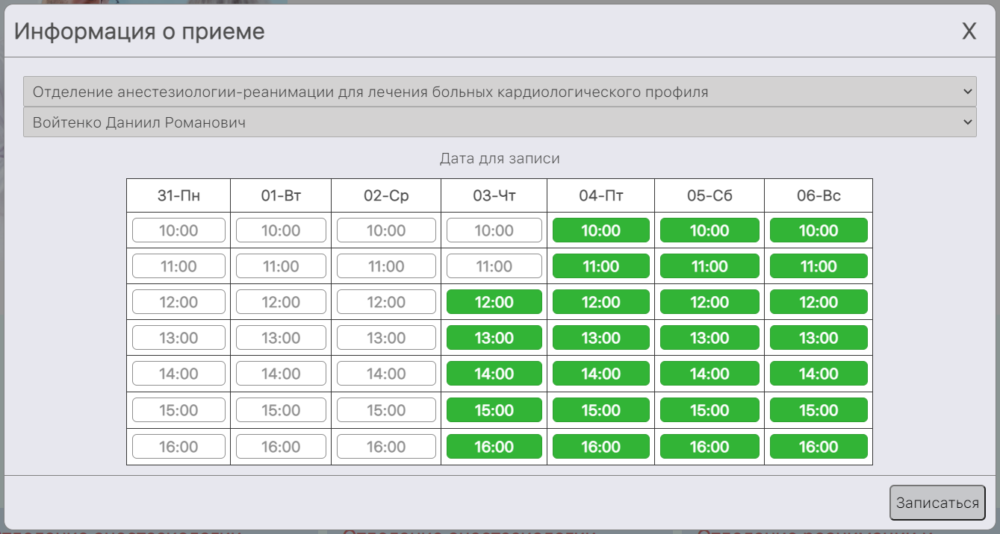 Информация о приеме X
Отделение анестезиологии-реанимации для лечения больных кардиологического профиля
Войтенко Даниил Романович
Дата для записи
31-Пн 01-Вт 02-Ср 03-Чт 04-Пт 05-Сб 06-Вс
10:00 10:00 10:00 10:00 10:00 10:00 10:00
11:00 11:00 11:00 11:00 11:00 11:00 11:00
12:00 12:00 12:00 12:00 12:00 12:00 12:00
13:00 13:00 13:00 13:00 13:00 13:00 13:00
14:00 14:00 14:00 14:00 14:00 14:00 14:00
15:00 15:00 15:00 15:00 15:00 15:00 15:00
16:00 16:00 16:00 16:00 16:00 16:00 16:00
Записаться